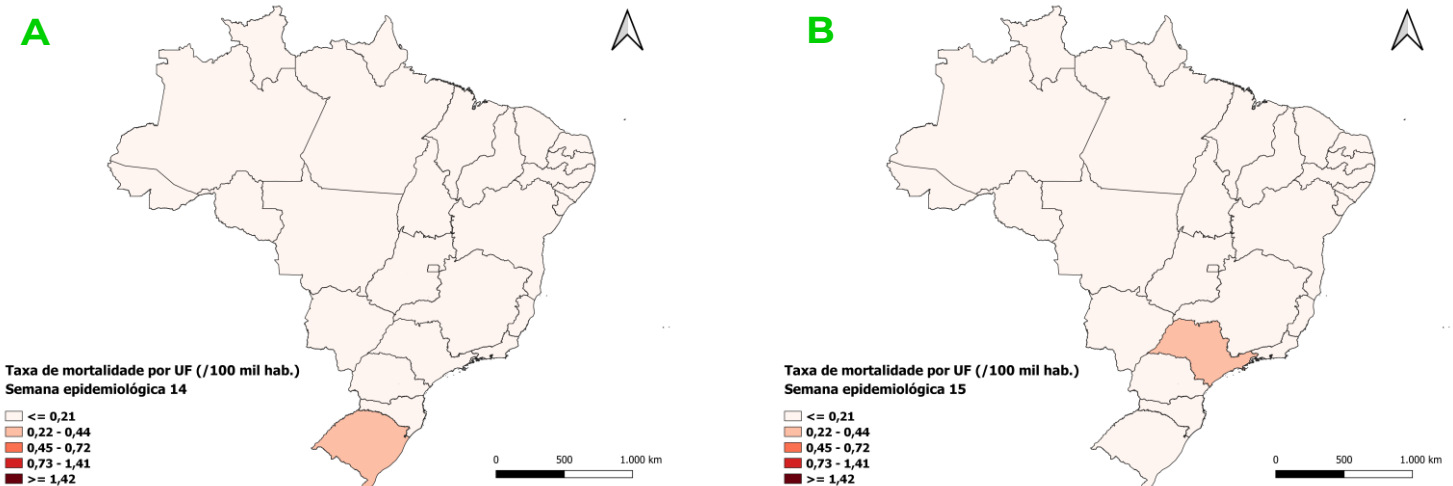 A
Taxa de mortalidade por UF (/100 mil hab.)
Semana epidemiológica 14
<= 0,21
0,22 - 0,44
0,45 - 0,72
0,73 - 1,41
>= 1,42
0 500 1.000 km
B
Taxa de mortalidade por UF (/100 mil hab.)
Semana epidemiológica 15
<= 0,21
0,22 - 0,44
0,45 - 0,72
0,73 - 1,41
>= 1,42
0 500 1.000 km